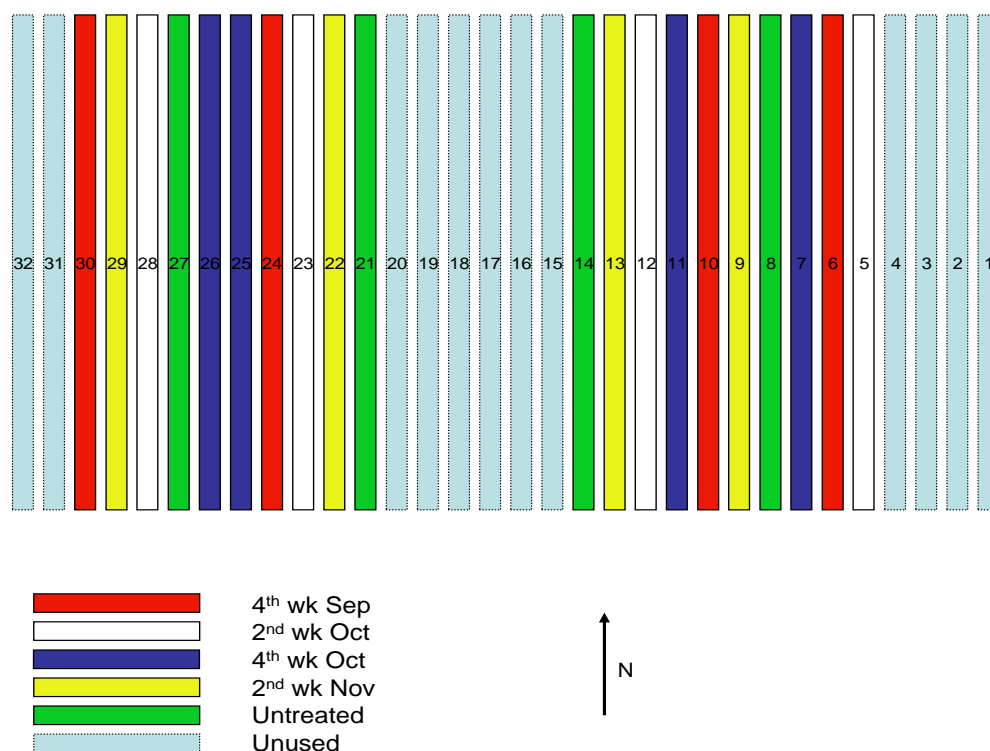 32 31 30 29 28 27 26 25 24 23 22 21 20 19 18 17 16 15 14 13 12 11 10 9 8 7 6 5 4 3 2 1
4th wk Sep
2nd wk Oct
4th wk Oct
2nd wk Nov
Untreated
Unused
N